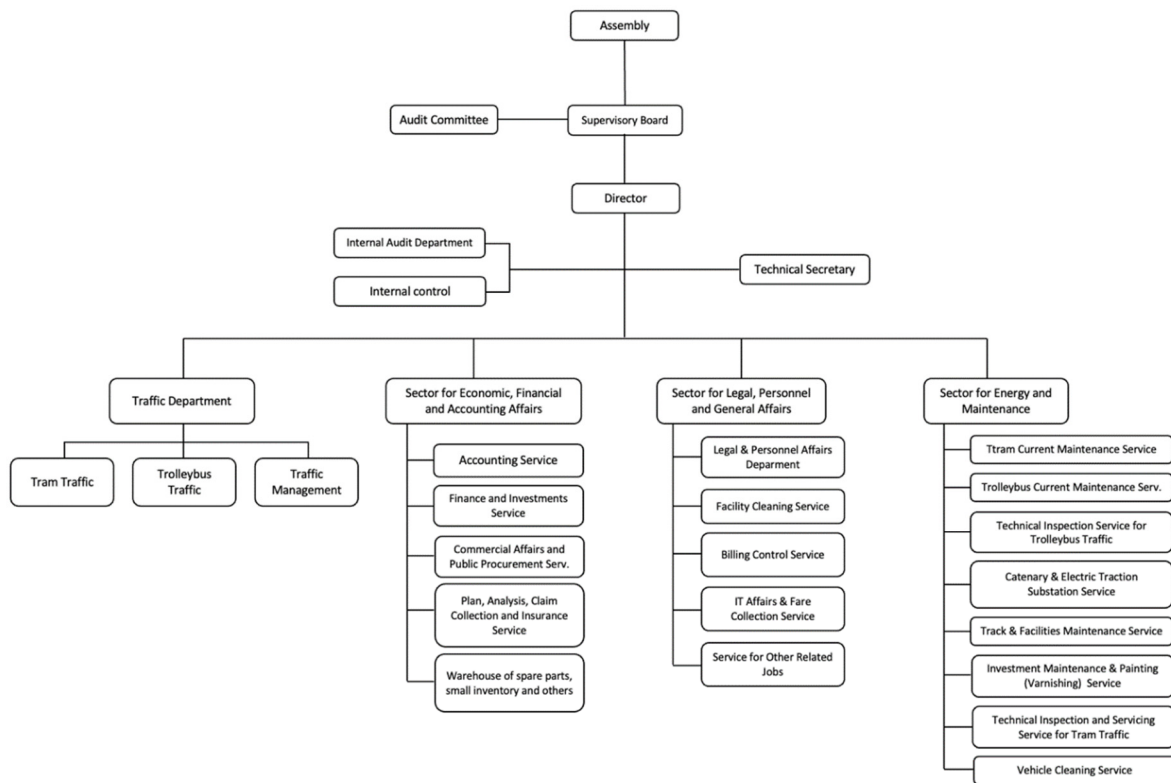 Assembly
Audit Committee
Supervisory Board
Director
Internal Audit Department
Internal control
Technical Secretary
Traffic Department
Tram Traffic
Trolleybus
Traffic
Traffic
Management
Sector for Economic, Financial
and Accounting Affairs
Accounting Service
Finance and Investments
Service
Commercial Affairs and
Public Procurement Serv.
Plan, Analysis, Claim
Collection and Insurance
Service
Warehouse of spare parts,
small inventory and others
Sector for Legal, Personnel
and General Affairs
Legal & Personnel Affairs
Deparment
Facility Cleaning Service
Billing Control Service
IT Affairs & Fare
Collection Service
Service for Other Related
Jobs
Sector for Energy and
Maintenance
Ttram Current Maintenance Service
Trolleybus Current Maintenance Serv.
Technical Inspection Service for
Trolleybus Traffic
Catenary & Electric Traction
Substation Service
Track & Facilities Maintenance Service
Investment Maintenance & Painting
(Varnishing) Service
Technical Inspection and Servicing
Service for Tram Traffic
Vehicle Cleaning Service